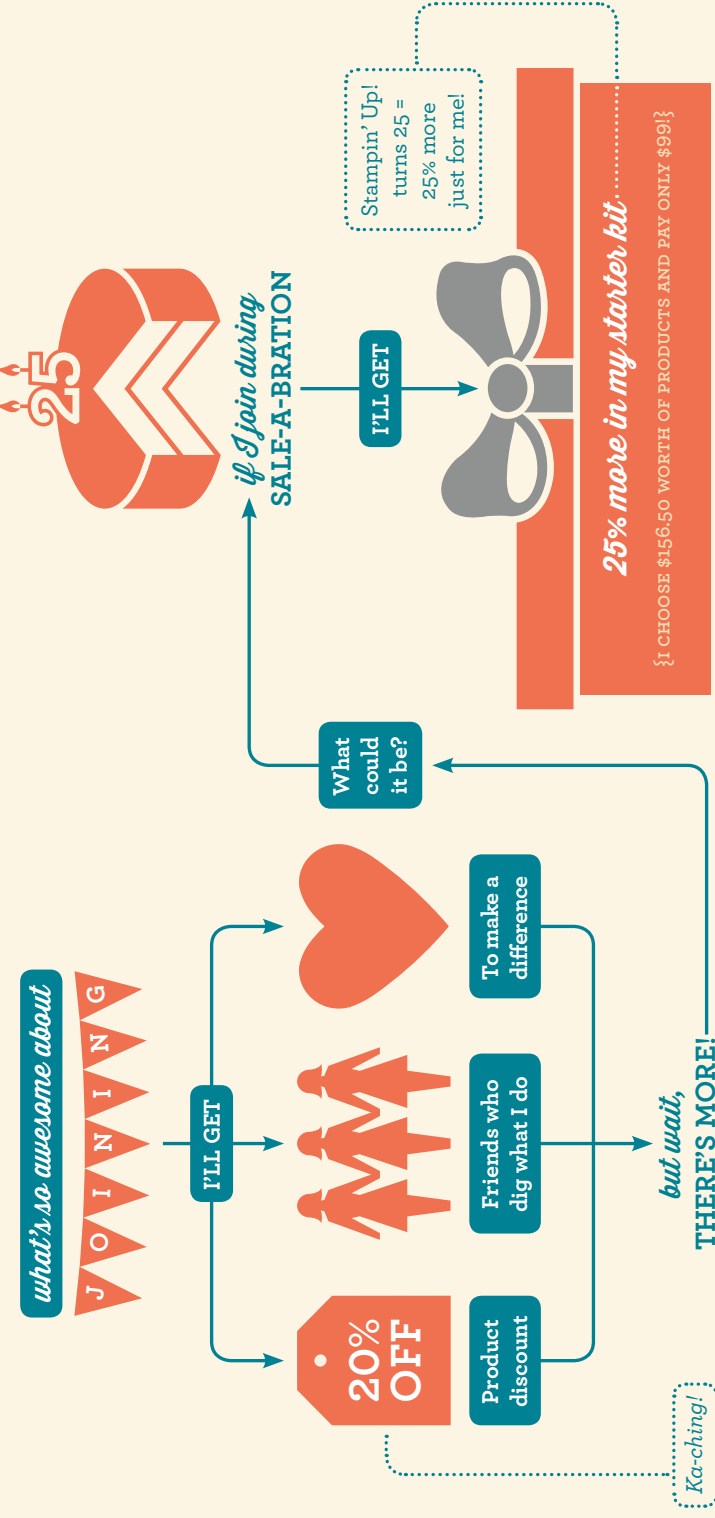 what's so awesome about
JOINING
I'LL GET
20%
OFF
Product
discount
Ka-ching!
Friends who
dig what I do
To make a
difference
but wait,
THERE'S MORE!
What
could
it be?
25
if I join during
SALE-A-BRATION
I'LL GET
Stampin' Up!
turns 25 =
25% more
just for me!
25% more in my starter kit
{I CHOOSE $156.50 WORTH OF PRODUCTS AND PAY ONLY $99!}